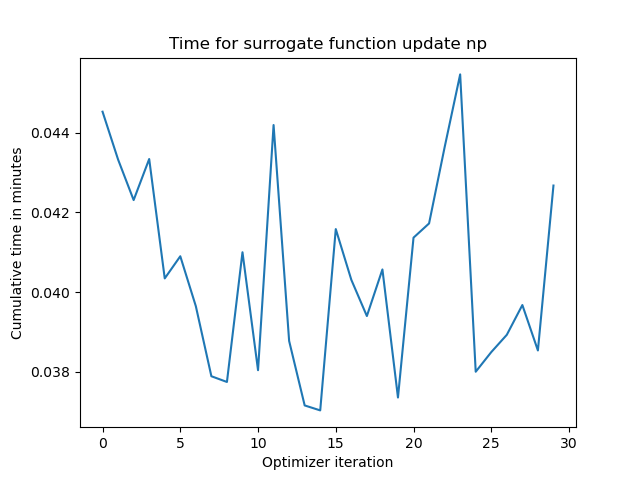 Time for surrogate function update np
Cumulative time in minutes
0.044
0.042
0.040
0.038
0 5 10 15 20 25 30
Optimizer iteration